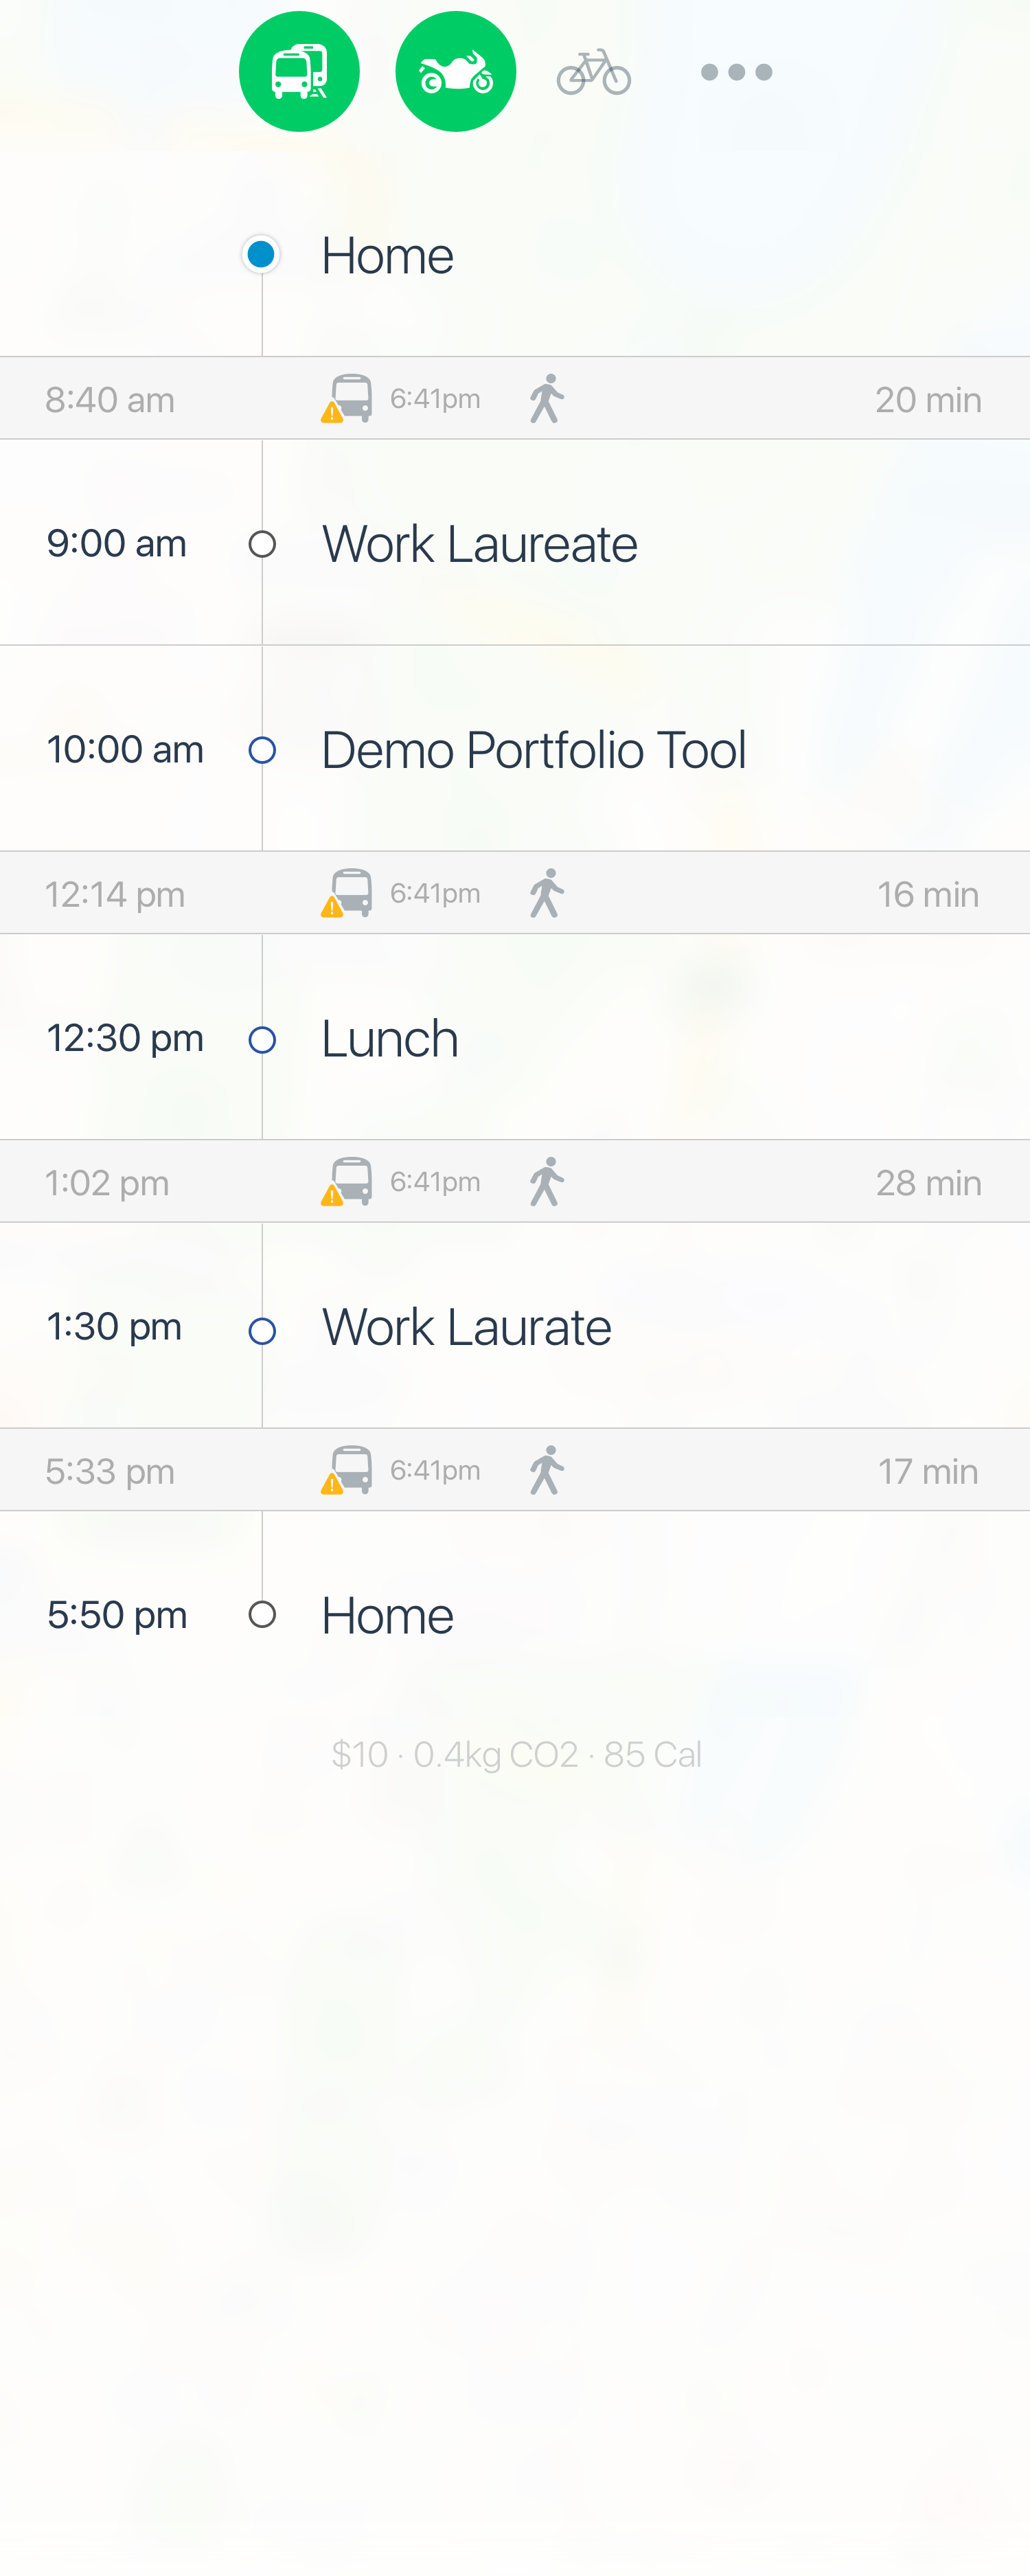 Home
8:40 am 6:41pm 20 min
9:00 am Work Laureate
10:00 am Demo Portfolio Tool
12:14 pm 6:41pm 16 min
12:30 pm Lunch
1:02 pm 6:41pm 28 min
1:30 pm Work Laurate
5:33 pm 6:41pm 17 min
5:50 pm Home
$10 · 0.4kg CO2 · 85 Cal